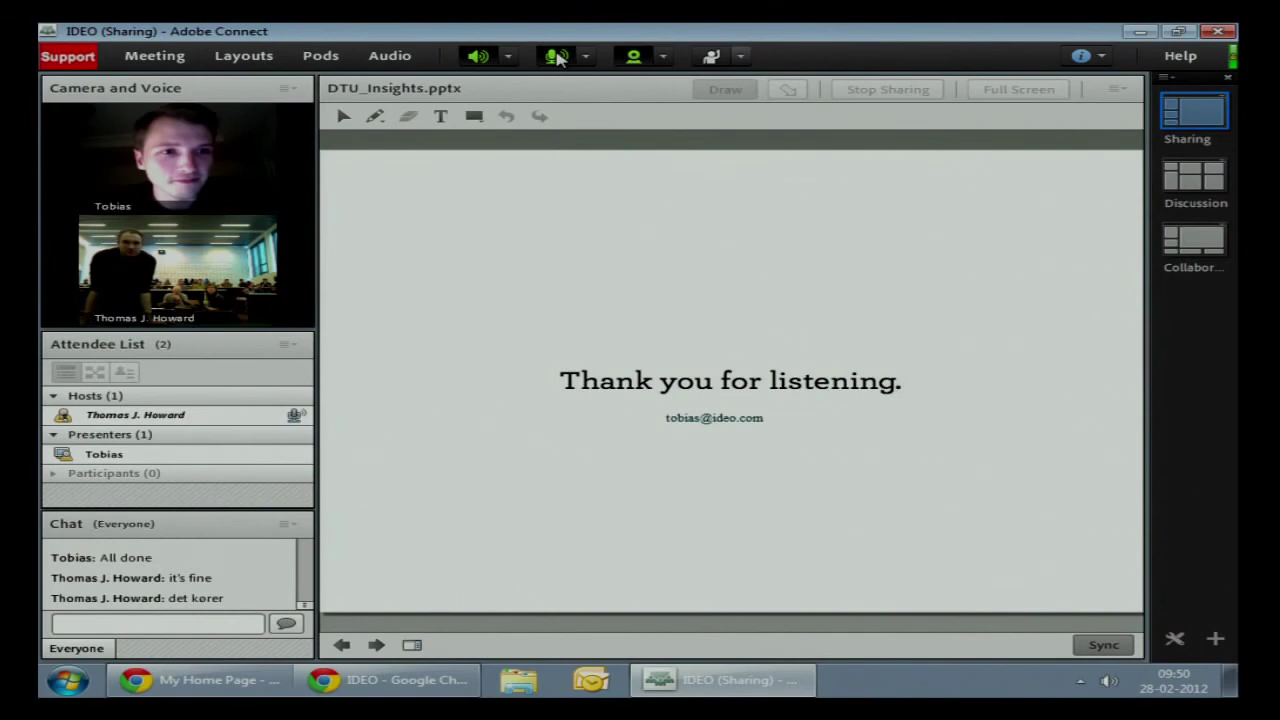 IDEO (Sharing) - Adobe Connect
Support Meeting Layouts Pods Audio Help
Camera and Voice
Tobias
Thomas J. Howard
Attendee List (2)
Hosts (1)
Thomas J. Howard
Presenters (1)
Tobias
Participants (0)
Chat (Everyone)
Tobias: All done
Thomas J. Howard: it's fine
Thomas J. Howard: det kører
Everyone
DTU_Insights.pptx
Draw Stop Sharing Full Screen
T
Thank you for listening.
tobias@ideo.com
Sync
Sharing
Discussion
Collabor...
My Home Page - ...
IDEO - Google Ch...
IDEO (Sharing) - ...
09:50
28-02-2012